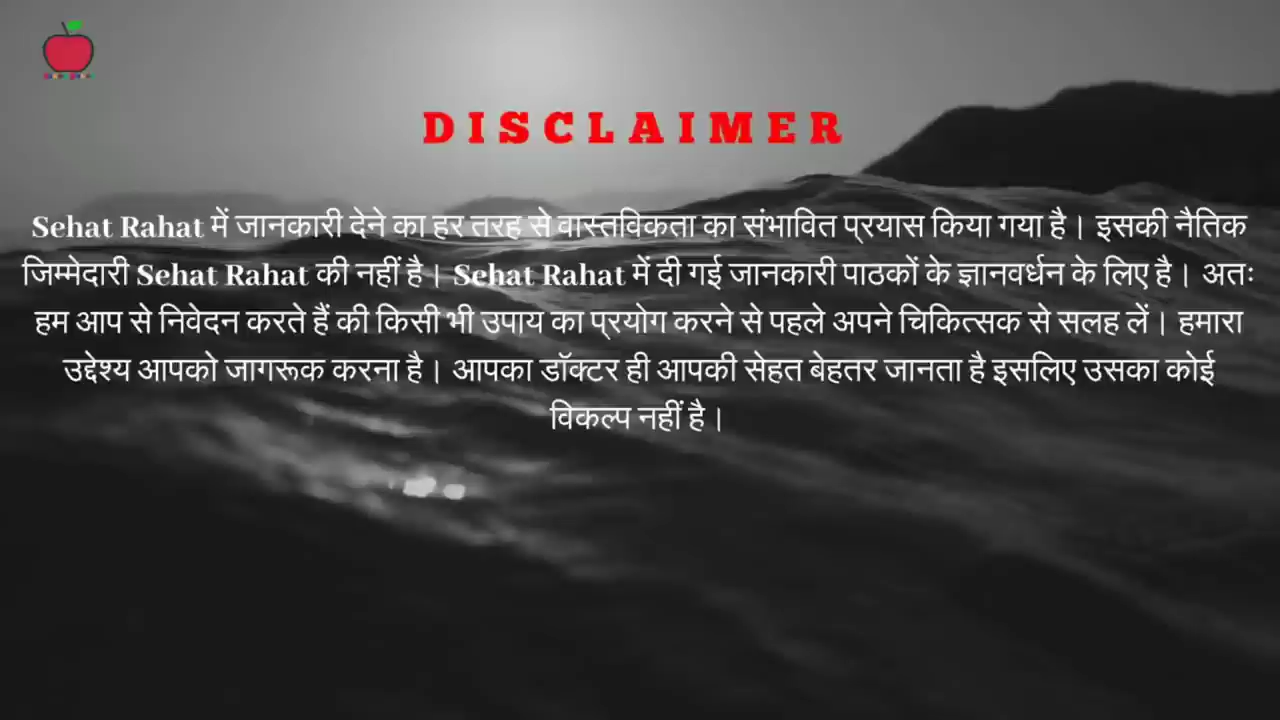 DISCLAIMER
Sehat Rahat में जानकारी देने का हर तरह से वास्तविकता का संभावित प्रयास किया गया है। इसकी नैतिक
जिम्मेदारी Sehat Rahat की नहीं है। Sehat Rahat में दी गई जानकारी पाठकों के ज्ञानवर्धन के लिए है। अतः
हम आप से निवेदन करते हैं की किसी भी उपाय का प्रयोग करने से पहले अपने चिकित्सक से सलह लें। हमारा
उद्देश्य आपको जागरूक करना है। आपका डॉक्टर ही आपकी सेहत बेहतर जानता है इसलिए उसका कोई
विकल्प नहीं है।